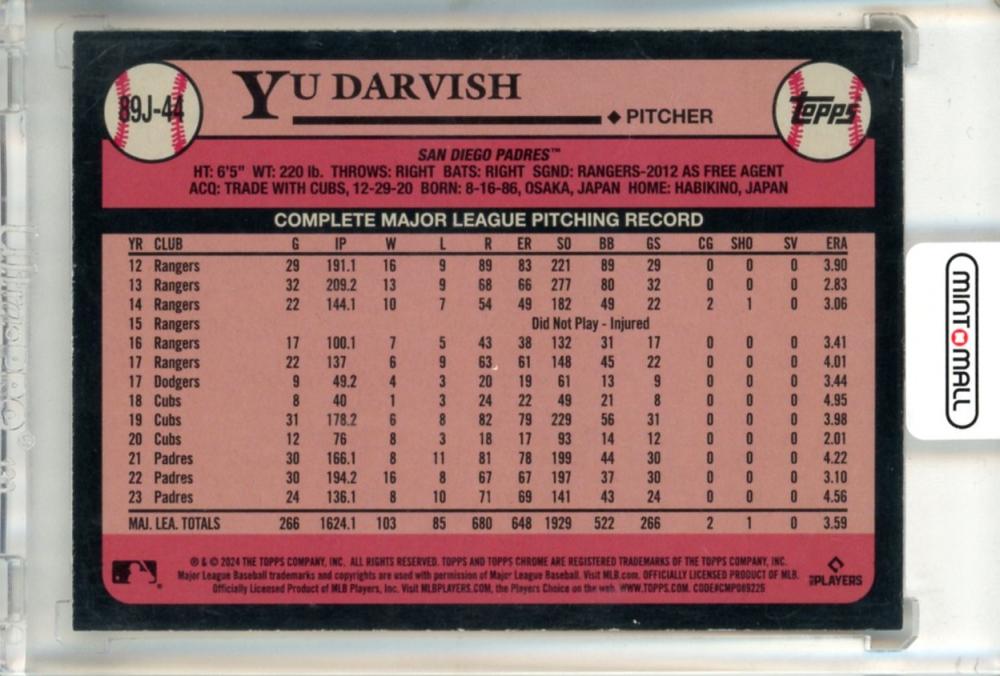 89J-44
YU DARVISH
◆ PITCHER
Topps
SAN DIEGO PADRES™
HT: 6'5" WT: 220 lb. THROWS: RIGHT BATS: RIGHT SGND: RANGERS-2012 AS FREE AGENT
ACQ: TRADE WITH CUBS, 12-29-20 BORN: 8-16-86, OSAKA, JAPAN HOME: HABIKINO, JAPAN
COMPLETE MAJOR LEAGUE PITCHING RECORD
YR CLUB G IP W L R ER SO BB GS CG SHO SV ERA
12 Rangers 29 191.1 16 9 89 83 221 89 29 0 0 0 3.90
13 Rangers 32 209.2 13 9 68 66 277 80 32 0 0 0 2.83
14 Rangers 22 144.1 10 7 54 49 182 49 22 2 1 0 3.06
15 Rangers Did Not Play - Injured
16 Rangers 17 100.1 7 5 43 38 132 31 17 0 0 0 3.41
17 Rangers 22 137 6 9 63 61 148 45 22 0 0 0 4.01
17 Dodgers 9 49.2 4 3 20 19 61 13 9 0 0 0 3.44
18 Cubs 8 40 1 3 24 22 49 21 8 0 0 0 4.95
19 Cubs 31 178.2 6 8 82 79 229 56 31 0 0 0 3.98
20 Cubs 12 76 8 3 18 17 93 14 12 0 0 0 2.01
21 Padres 30 166.1 8 11 81 78 199 44 30 0 0 0 4.22
22 Padres 30 194.2 16 8 67 67 197 37 30 0 0 0 3.10
23 Padres 24 136.1 8 10 71 69 141 43 24 0 0 0 4.56
MAJ. LEA. TOTALS 266 1624.1 103 85 680 648 1929 522 266 2 1 0 3.59
® & © 2024 THE TOPPS COMPANY, INC. ALL RIGHTS RESERVED. TOPPS AND TOPPS CHROME ARE REGISTERED TRADEMARKS OF THE TOPPS COMPANY, INC.
Major League Baseball trademarks and copyrights are used with permission of Major League Baseball. Visit MLB.com. OFFICIALLY LICENSED PRODUCT OF MLB.
Officially Licensed Product of MLB Players, Inc. Visit MLBPLAYERS.COM, the Players Choice on the web. WWW.TOPPS.COM. CODE#CMP089226
PLAYERS
MINT MALL